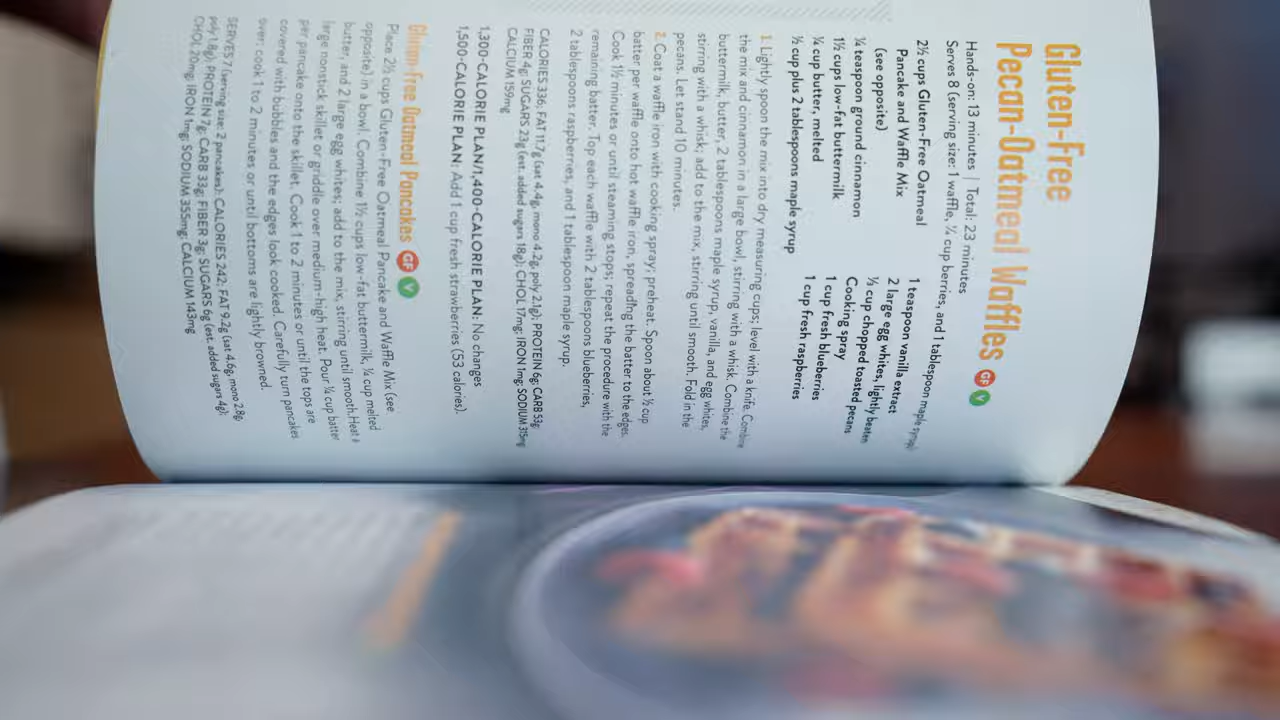 Gluten-Free
Pecan-Oatmeal Waffles GF V
Hands-on: 13 minutes | Total: 23 minutes
Serves 8 (serving size: 1 waffle, ¼ cup berries, and 1 tablespoon maple syrup)
2½ cups Gluten-Free Oatmeal
Pancake and Waffle Mix
(see opposite)
¼ teaspoon ground cinnamon
1½ cups low-fat buttermilk
¼ cup butter, melted
½ cup plus 2 tablespoons maple syrup
1 teaspoon vanilla extract
2 large egg whites, lightly beaten
⅓ cup chopped toasted pecans
Cooking spray
1 cup fresh blueberries
1 cup fresh raspberries
1. Lightly spoon the mix into dry measuring cups; level with a knife. Combine
the mix and cinnamon in a large bowl, stirring with a whisk. Combine the
buttermilk, butter, 2 tablespoons maple syrup, vanilla, and egg whites,
stirring with a whisk; add to the mix, stirring until smooth. Fold in the
pecans. Let stand 10 minutes.
2. Coat a waffle iron with cooking spray; preheat. Spoon about ¼ cup
batter per waffle onto hot waffle iron, spreading the batter to the edges.
Cook 1½ minutes or until steaming stops; repeat the procedure with the
remaining batter. Top each waffle with 2 tablespoons blueberries,
2 tablespoons raspberries, and 1 tablespoon maple syrup.
CALORIES 336; FAT 11.7g (sat 4.4g, mono 4.2g, poly 2.1g); PROTEIN 6g; CARB 53g;
FIBER 4g; SUGARS 23g (est. added sugars 18g); CHOL 17mg; IRON 1mg; SODIUM 315mg;
CALCIUM 159mg
1,300-CALORIE PLAN/1,400-CALORIE PLAN: No changes
1,500-CALORIE PLAN: Add 1 cup fresh strawberries (53 calories).
Gluten-Free Oatmeal Pancakes GF V
Place 2½ cups Gluten-Free Oatmeal Pancake and Waffle Mix (see
opposite) in a bowl. Combine 1½ cups low-fat buttermilk, ¼ cup melted
butter, and 2 large egg whites; add to the mix, stirring until smooth. Heat a
large nonstick skillet or griddle over medium-high heat. Pour ¼ cup batter
per pancake onto the skillet. Cook 1 to 2 minutes or until the tops are
covered with bubbles and the edges look cooked. Carefully turn pancakes
over; cook 1 to 2 minutes or until bottoms are lightly browned.
SERVES 7 (serving size: 2 pancakes); CALORIES 242; FAT 9.2g (sat 4.6g, mono 2.8g,
poly 1.8g); PROTEIN 7g; CARB 33g; FIBER 3g; SUGARS 6g (est. added sugars 4g);
CHOL 20mg; IRON 1mg; SODIUM 355mg; CALCIUM 143mg